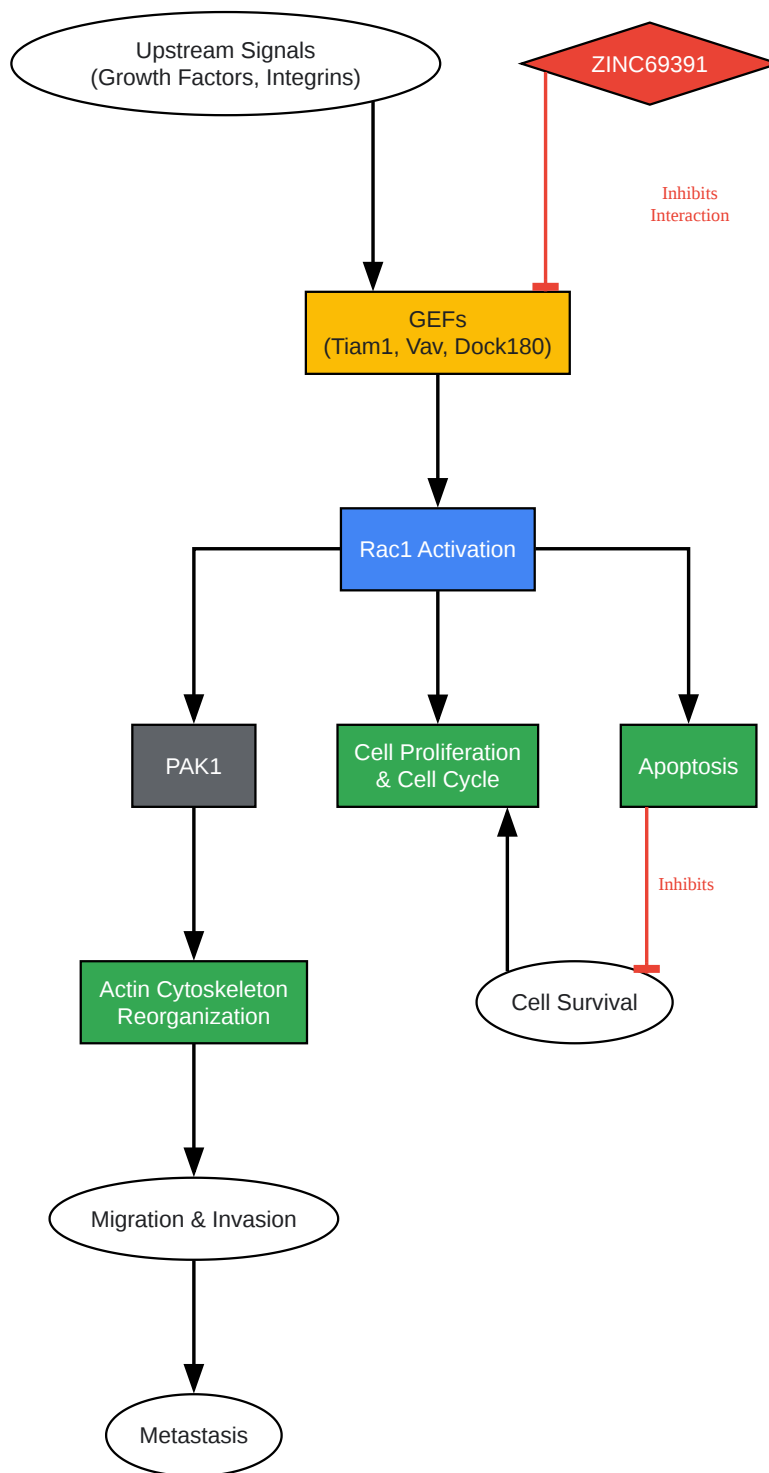 Upstream Signals
(Growth Factors, Integrins)
ZINC69391
Inhibits
Interaction
GEFs
(Tiam1, Vav, Dock180)
Rac1 Activation
PAK1
Cell Proliferation
& Cell Cycle
Apoptosis
Inhibits
Actin Cytoskeleton
Reorganization
Cell Survival
Migration & Invasion
Metastasis